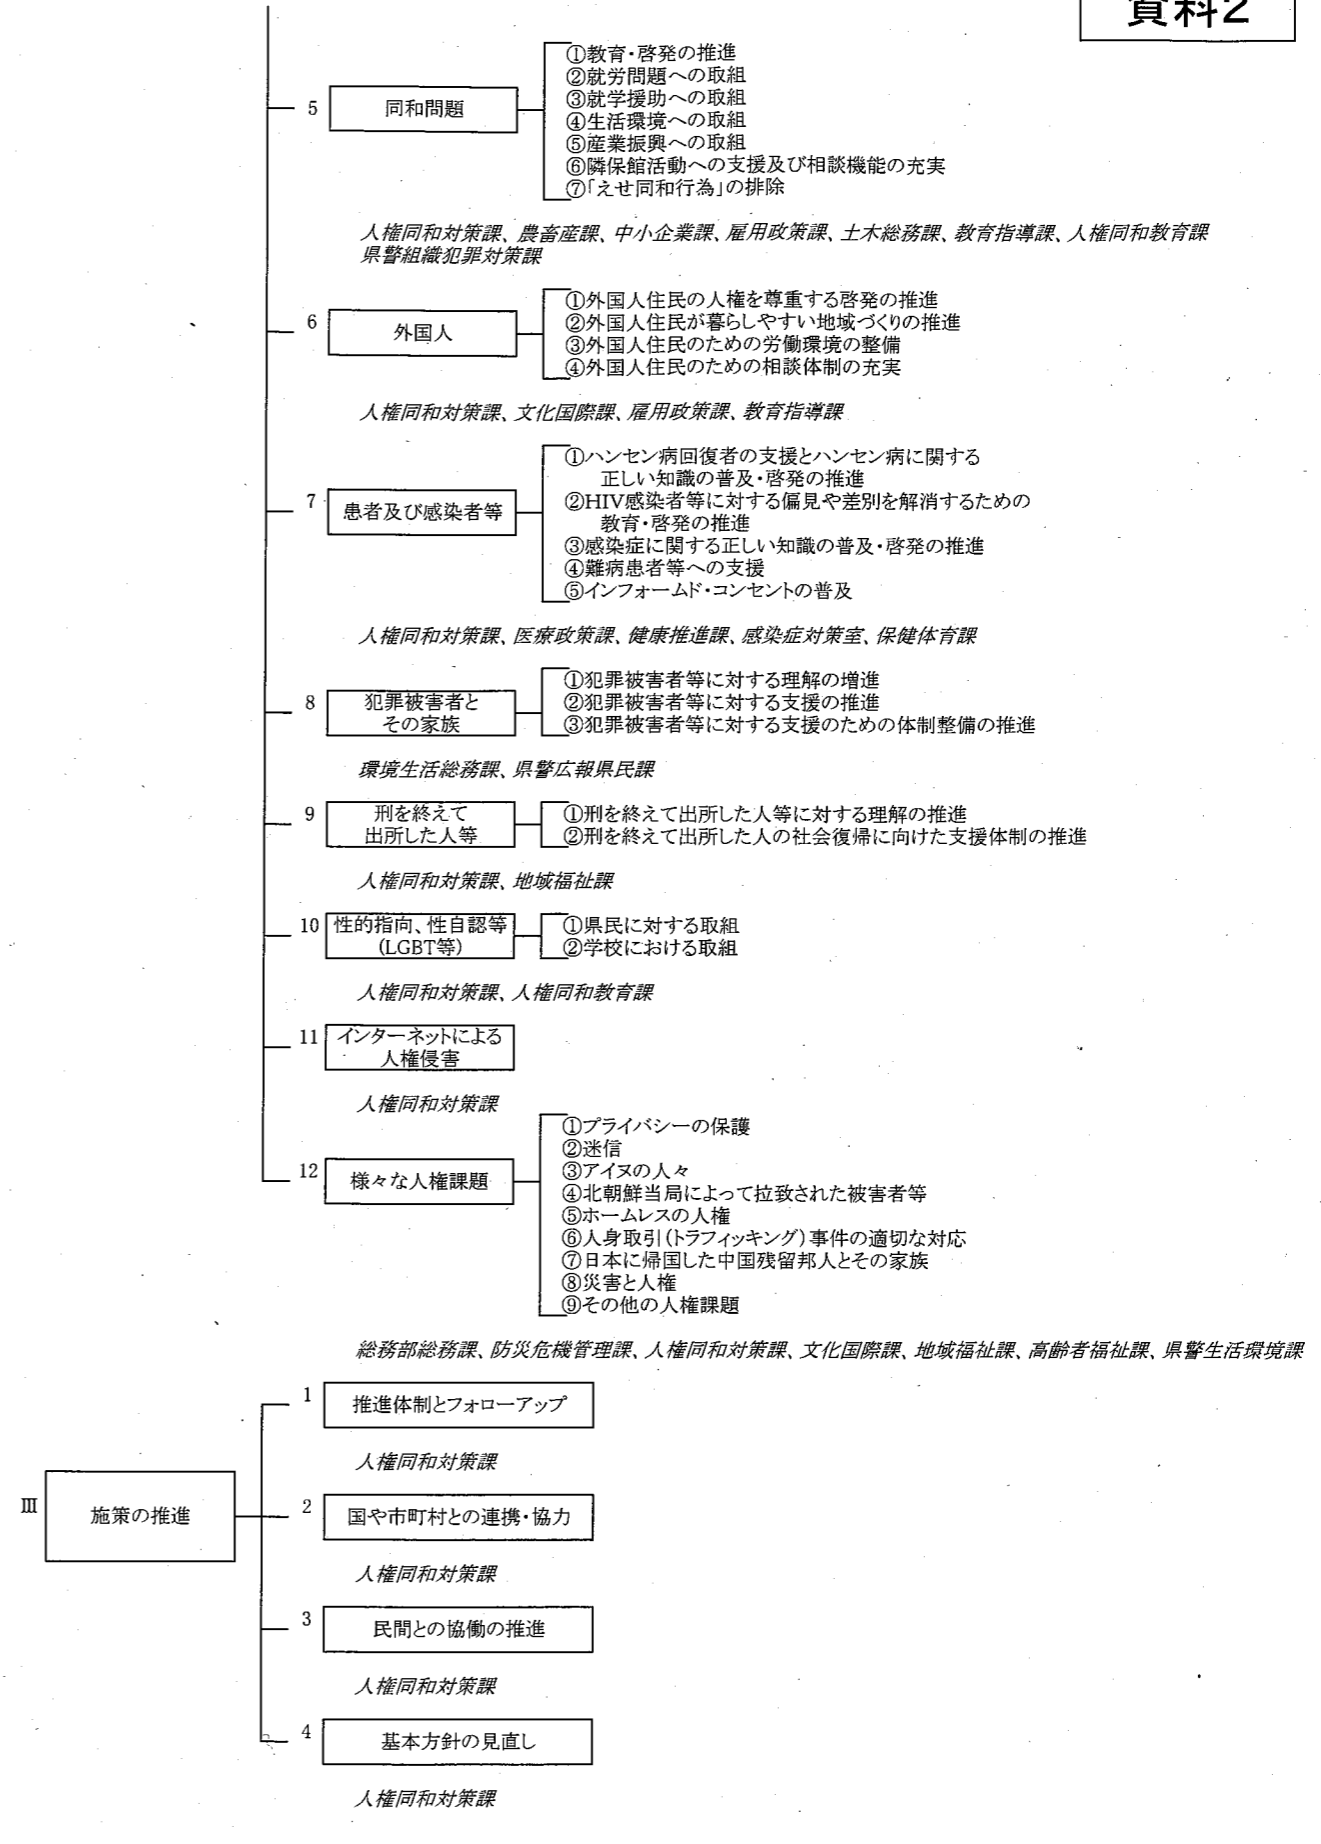 資料2
5 同和問題
①教育・啓発の推進
②就労問題への取組
③就学援助への取組
④生活環境への取組
⑤産業振興への取組
⑥隣保館活動への支援及び相談機能の充実
⑦「えせ同和行為」の排除
人権同和対策課、農畜産課、中小企業課、雇用政策課、土木総務課、教育指導課、人権同和教育課
県警組織犯罪対策課
6 外国人
①外国人住民の人権を尊重する啓発の推進
②外国人住民が暮らしやすい地域づくりの推進
③外国人住民のための労働環境の整備
④外国人住民のための相談体制の充実
人権同和対策課、文化国際課、雇用政策課、教育指導課
7 患者及び感染者等
①ハンセン病回復者の支援とハンセン病に関する
正しい知識の普及・啓発の推進
②HIV感染者等に対する偏見や差別を解消するための
教育・啓発の推進
③感染症に関する正しい知識の普及・啓発の推進
④難病患者等への支援
⑤インフォームド・コンセントの普及
人権同和対策課、医療政策課、健康推進課、感染症対策室、保健体育課
8 犯罪被害者と
その家族
①犯罪被害者等に対する理解の増進
②犯罪被害者等に対する支援の推進
③犯罪被害者等に対する支援のための体制整備の推進
環境生活総務課、県警広報県民課
9 刑を終えて
出所した人等
①刑を終えて出所した人等に対する理解の推進
②刑を終えて出所した人の社会復帰に向けた支援体制の推進
人権同和対策課、地域福祉課
10 性的指向、性自認等
(LGBT等)
①県民に対する取組
②学校における取組
人権同和対策課、人権同和教育課
11 インターネットによる
人権侵害
人権同和対策課
12 様々な人権課題
①プライバシーの保護
②迷信
③アイヌの人々
④北朝鮮当局によって拉致された被害者等
⑤ホームレスの人権
⑥人身取引(トラフィッキング)事件の適切な対応
⑦日本に帰国した中国残留邦人とその家族
⑧災害と人権
⑨その他の人権課題
総務部総務課、防災危機管理課、人権同和対策課、文化国際課、地域福祉課、高齢者福祉課、県警生活環境課
Ⅲ 施策の推進
1 推進体制とフォローアップ
人権同和対策課
2 国や市町村との連携・協力
人権同和対策課
3 民間との協働の推進
人権同和対策課
4 基本方針の見直し
人権同和対策課